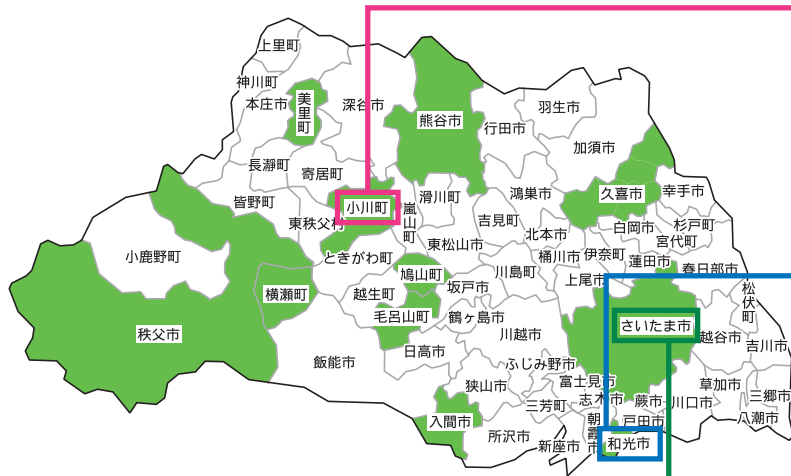 上里町
神川町
本庄市
美里町
深谷市
熊谷市
行田市
羽生市
加須市
長瀞町
寄居町
皆野町
小川町
嵐山町
滑川町
鴻巣市
久喜市
幸手市
東秩父村
吉見町
北本市
白岡市
杉戸町
宮代町
小鹿野町
ときがわ町
東松山市
桶川市
伊奈町
蓮田市
春日部市
鳩山町
坂戸市
川島町
上尾市
横瀬町
越生町
毛呂山町
鶴ヶ島市
川越市
さいたま市
越谷市
松伏町
吉川市
秩父市
飯能市
日高市
ふじみ野市
狭山市
富士見市
志木市
蕨市
川口市
草加市
三郷市
八潮市
入間市
三芳町
戸田市
所沢市
新座市
朝霞市
和光市